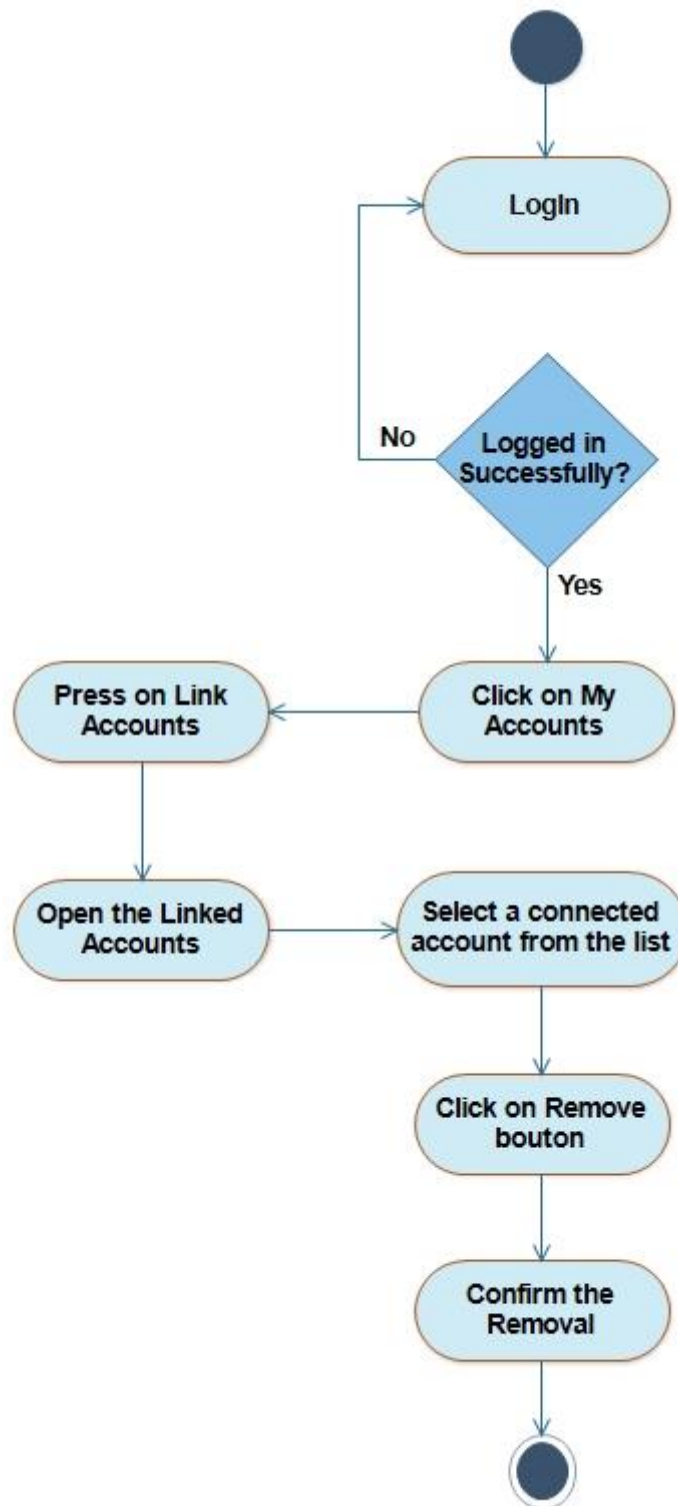 LogIn
No
Logged in
Successfully?
Yes
Click on My
Accounts
Press on Link
Accounts
Open the Linked
Accounts
Select a connected
account from the list
Click on Remove
bouton
Confirm the
Removal